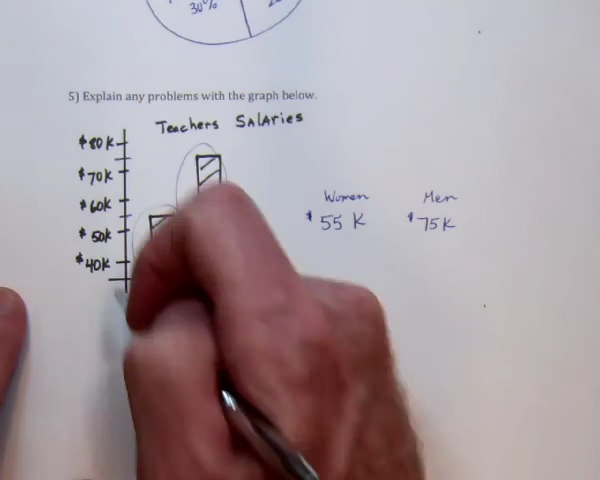 30%
5) Explain any problems with the graph below.
Teachers Salaries
$80K
$70K
$60K
$50K
$40K
Women Men
$55K $75K